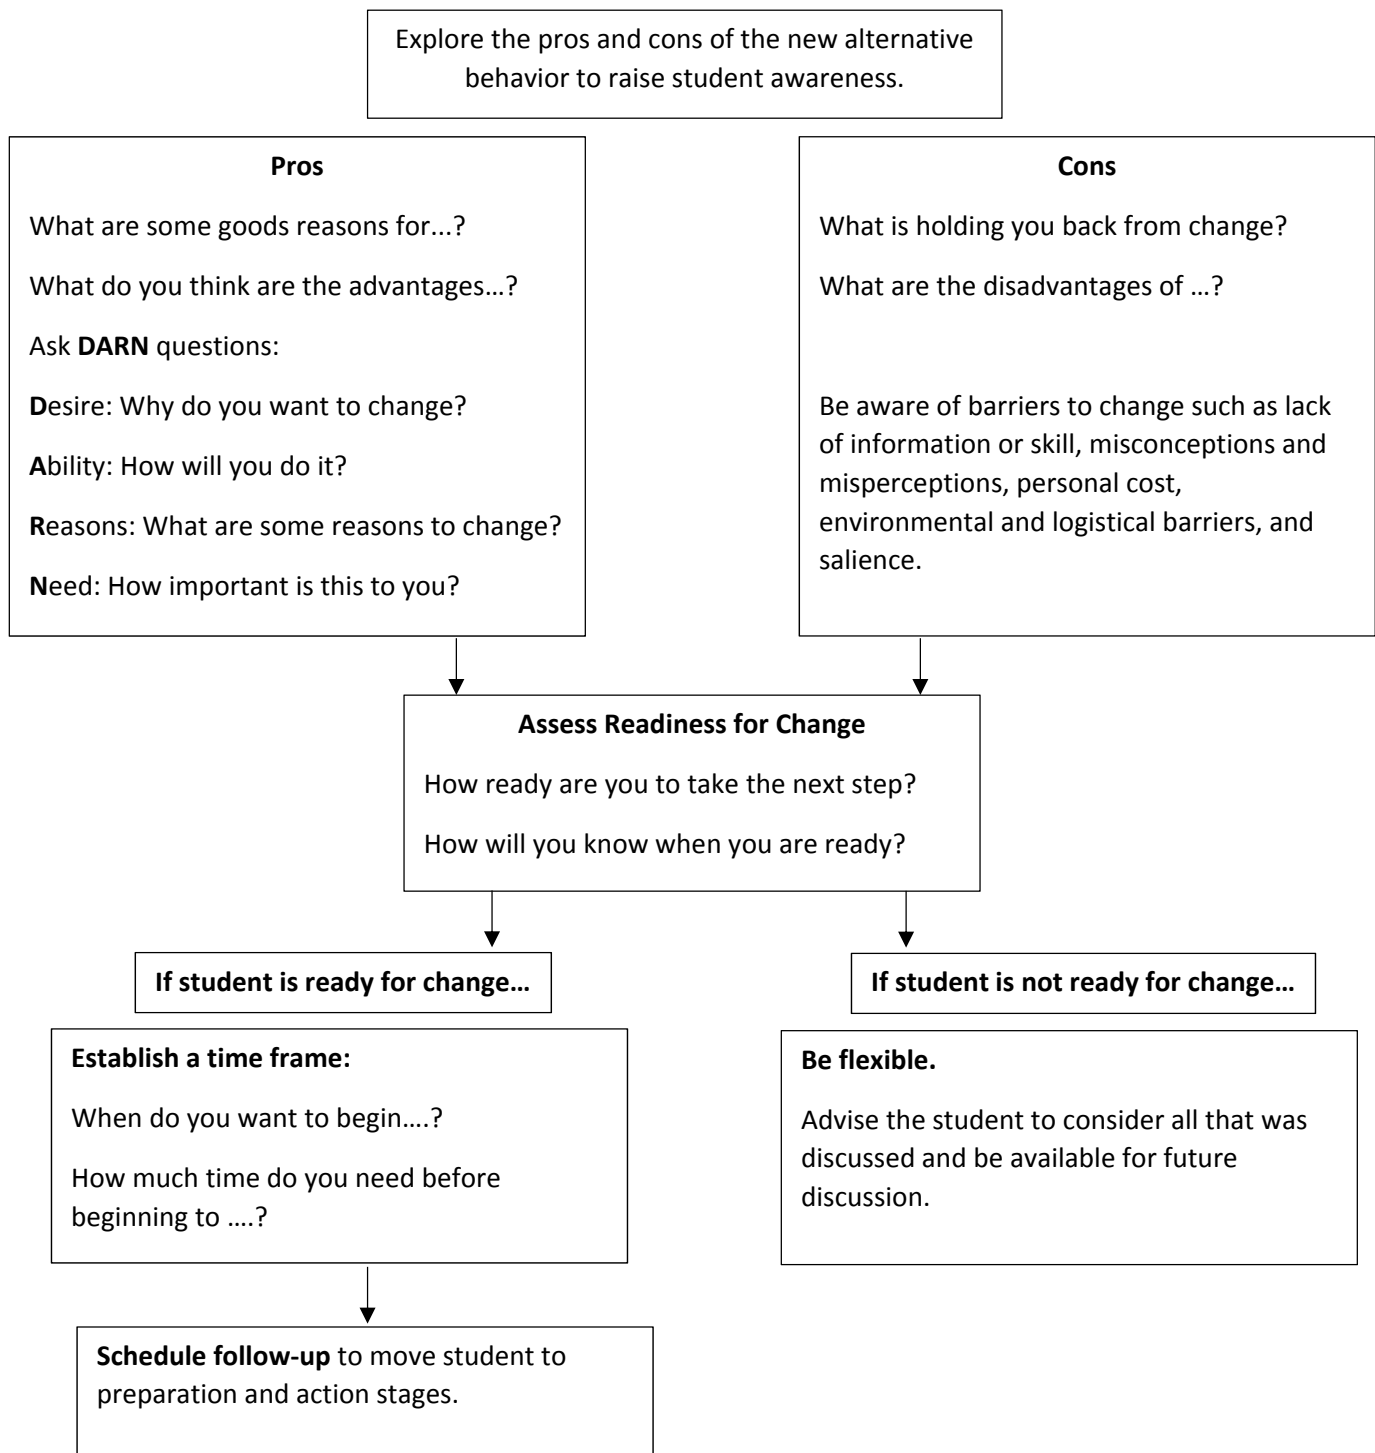 Explore the pros and cons of the new alternative
behavior to raise student awareness.
Pros
What are some goods reasons for...?
What do you think are the advantages…?
Ask DARN questions:
Desire: Why do you want to change?
Ability: How will you do it?
Reasons: What are some reasons to change?
Need: How important is this to you?
Cons
What is holding you back from change?
What are the disadvantages of …?
Be aware of barriers to change such as lack
of information or skill, misconceptions and
misperceptions, personal cost,
environmental and logistical barriers, and
salience.
Assess Readiness for Change
How ready are you to take the next step?
How will you know when you are ready?
If student is ready for change…
Establish a time frame:
When do you want to begin….?
How much time do you need before
beginning to ….?
Schedule follow-up to move student to
preparation and action stages.
If student is not ready for change…
Be flexible.
Advise the student to consider all that was
discussed and be available for future
discussion.